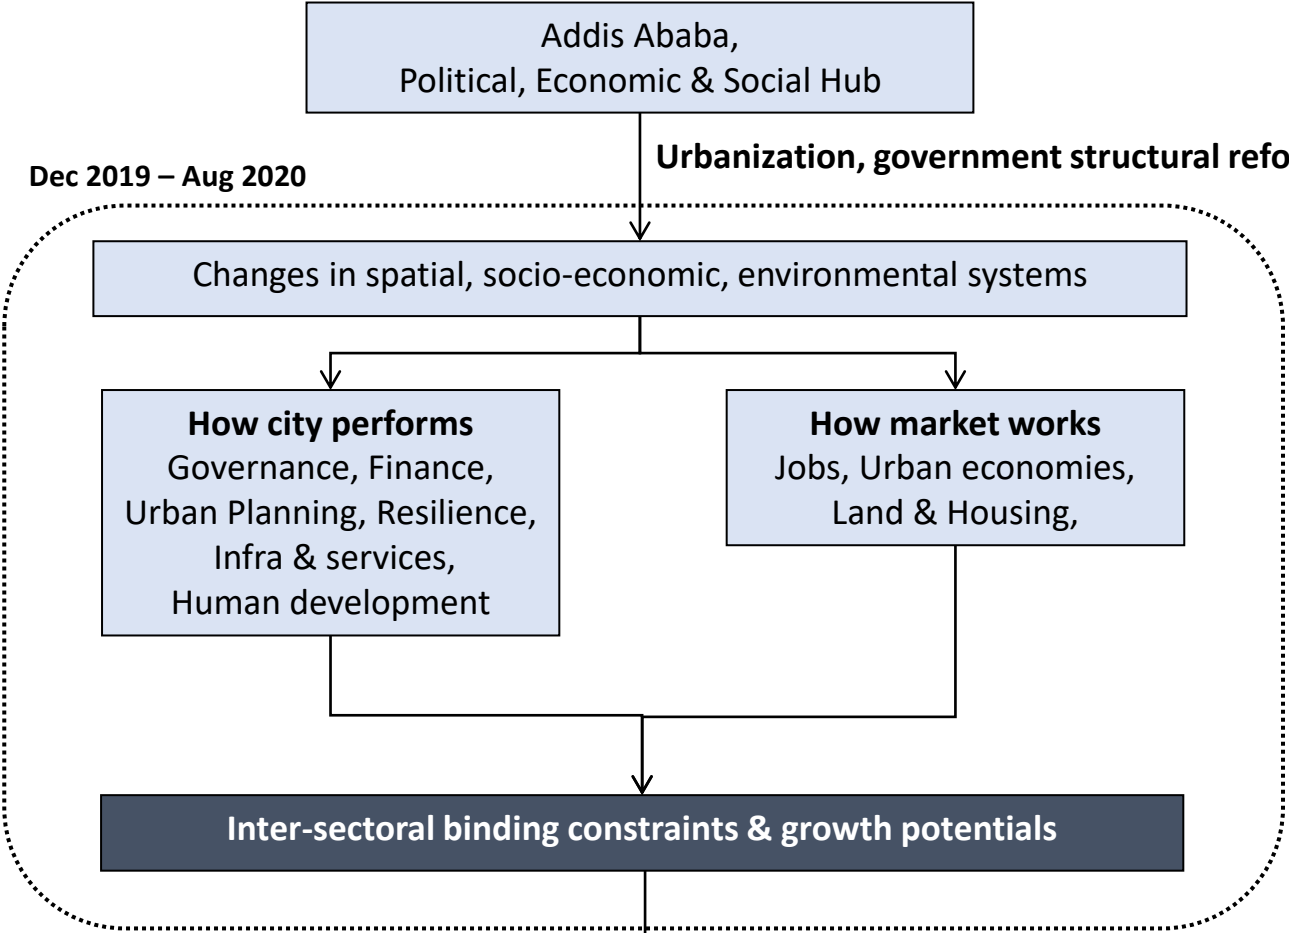 Addis Ababa,
Political, Economic & Social Hub
Urbanization, government structural refo
Dec 2019 – Aug 2020
Changes in spatial, socio-economic, environmental systems
How city performs
Governance, Finance,
Urban Planning, Resilience,
Infra & services,
Human development
How market works
Jobs, Urban economies,
Land & Housing,
Inter-sectoral binding constraints & growth potentials